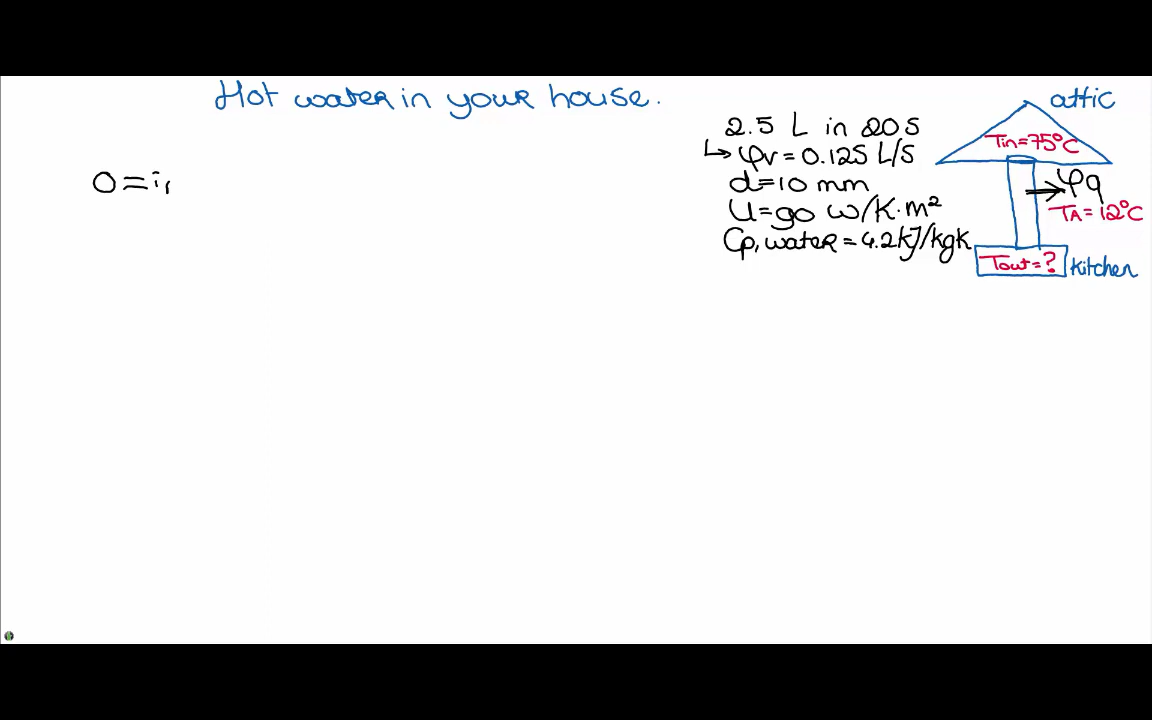 Hot water in your house.
attic
2.5 L in 20 s
↳ φv = 0.125 L/s
Tin = 75°C
d = 10 mm
φq
0 = in
U = 90 W/K·m²
TA = 12°C
Cp, water = 4.2 kJ/kgK
Tout = ?
kitchen